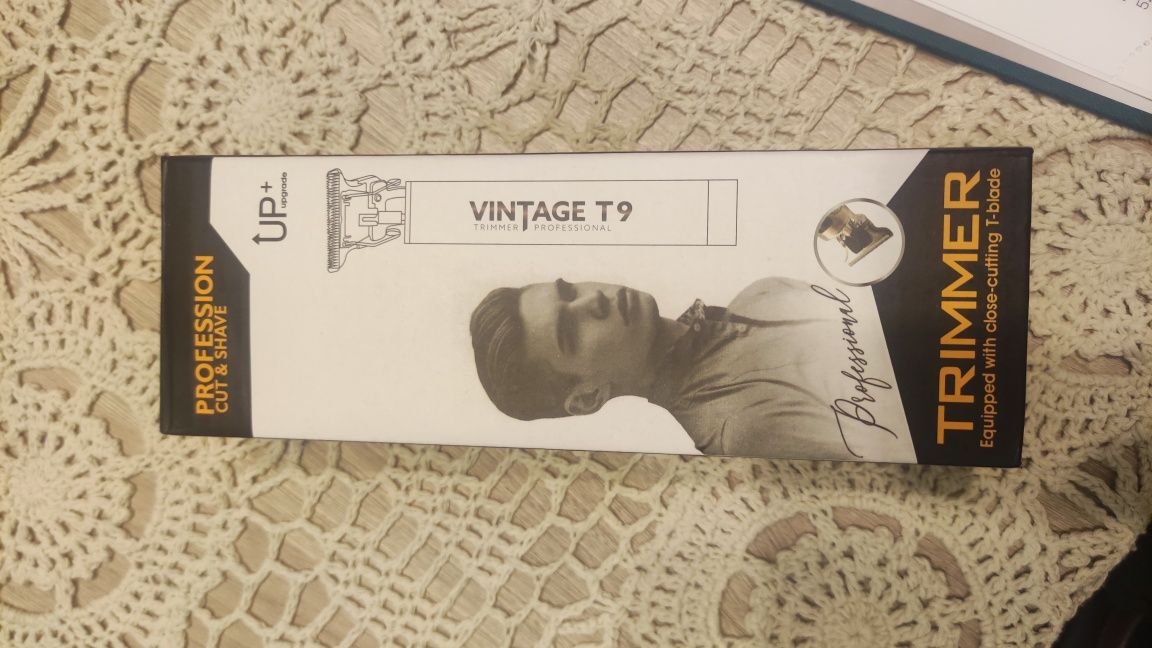 PROFESSION
CUT & SHAVE
UP+
upgrade
VINTAGE T9
TRIMMER PROFESSIONAL
Professional
TRIMMER
Equipped with close-cutting T-blade